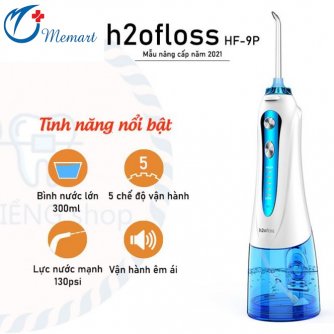 Memart
h2ofloss HF-9P
Mẫu nâng cấp năm 2021
Tính năng nổi bật
Bình nước lớn
300ml
5
5 chế độ vận hành
Lực nước mạnh
130psi
Vận hành êm ái
h2ofloss